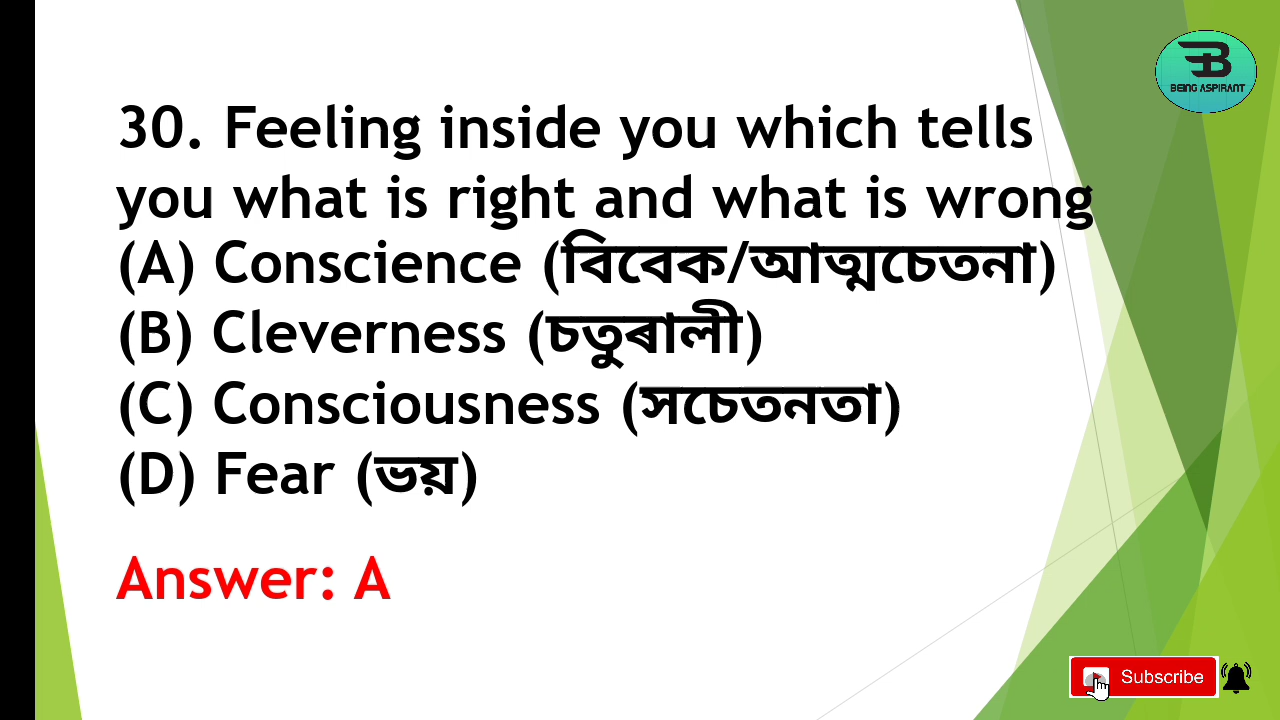 BEING ASPIRANT
30. Feeling inside you which tells
you what is right and what is wrong
(A) Conscience (বিবেক/আত্মচেতনা)
(B) Cleverness (চতুৰালী)
(C) Consciousness (সচেতনতা)
(D) Fear (ভয়)
Answer: A
Subscribe